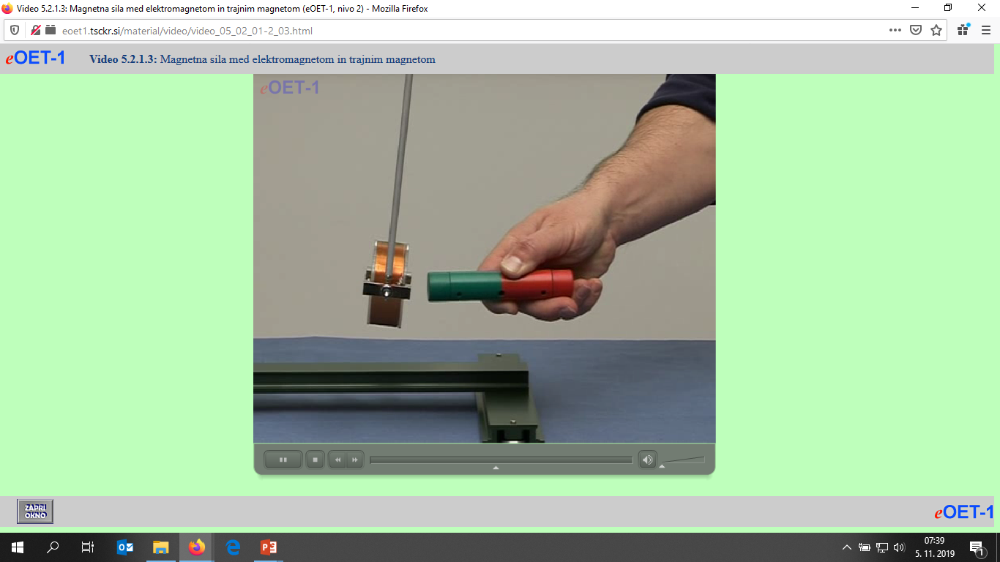 Video 5.2.1.3: Magnetna sila med elektromagnetom in trajnim magnetom (eOET-1, nivo 2) - Mozilla Firefox
eoet1.tsckr.si/material/video/video_05_02_01-2_03.html
eOET-1 Video 5.2.1.3: Magnetna sila med elektromagnetom in trajnim magnetom
eOET-1
ZAPRI
OKNO
eOET-1
07:39
5. 11. 2019
1